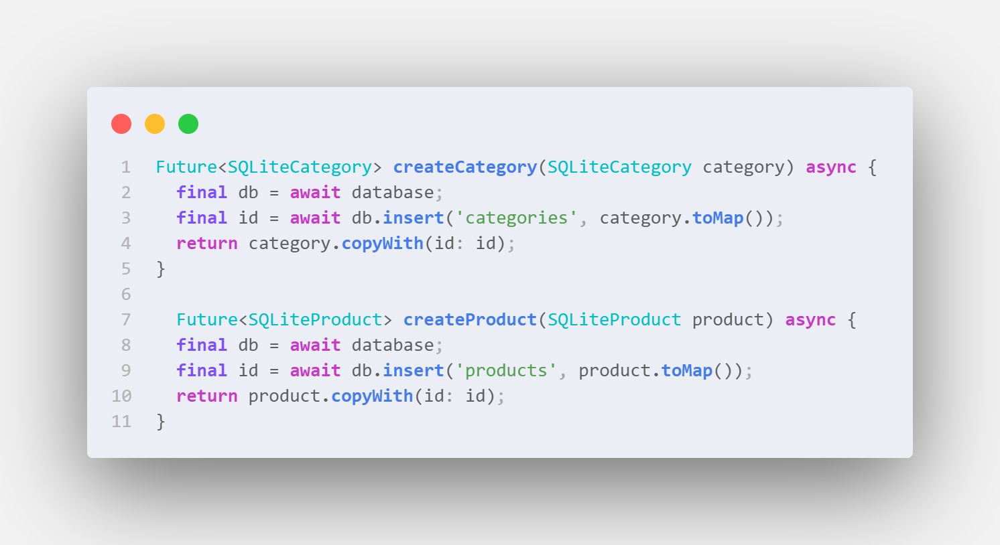 1 Future<SQLiteCategory> createCategory(SQLiteCategory category) async {
2   final db = await database;
3   final id = await db.insert('categories', category.toMap());
4   return category.copyWith(id: id);
5 }
6
7   Future<SQLiteProduct> createProduct(SQLiteProduct product) async {
8   final db = await database;
9   final id = await db.insert('products', product.toMap());
10   return product.copyWith(id: id);
11 }